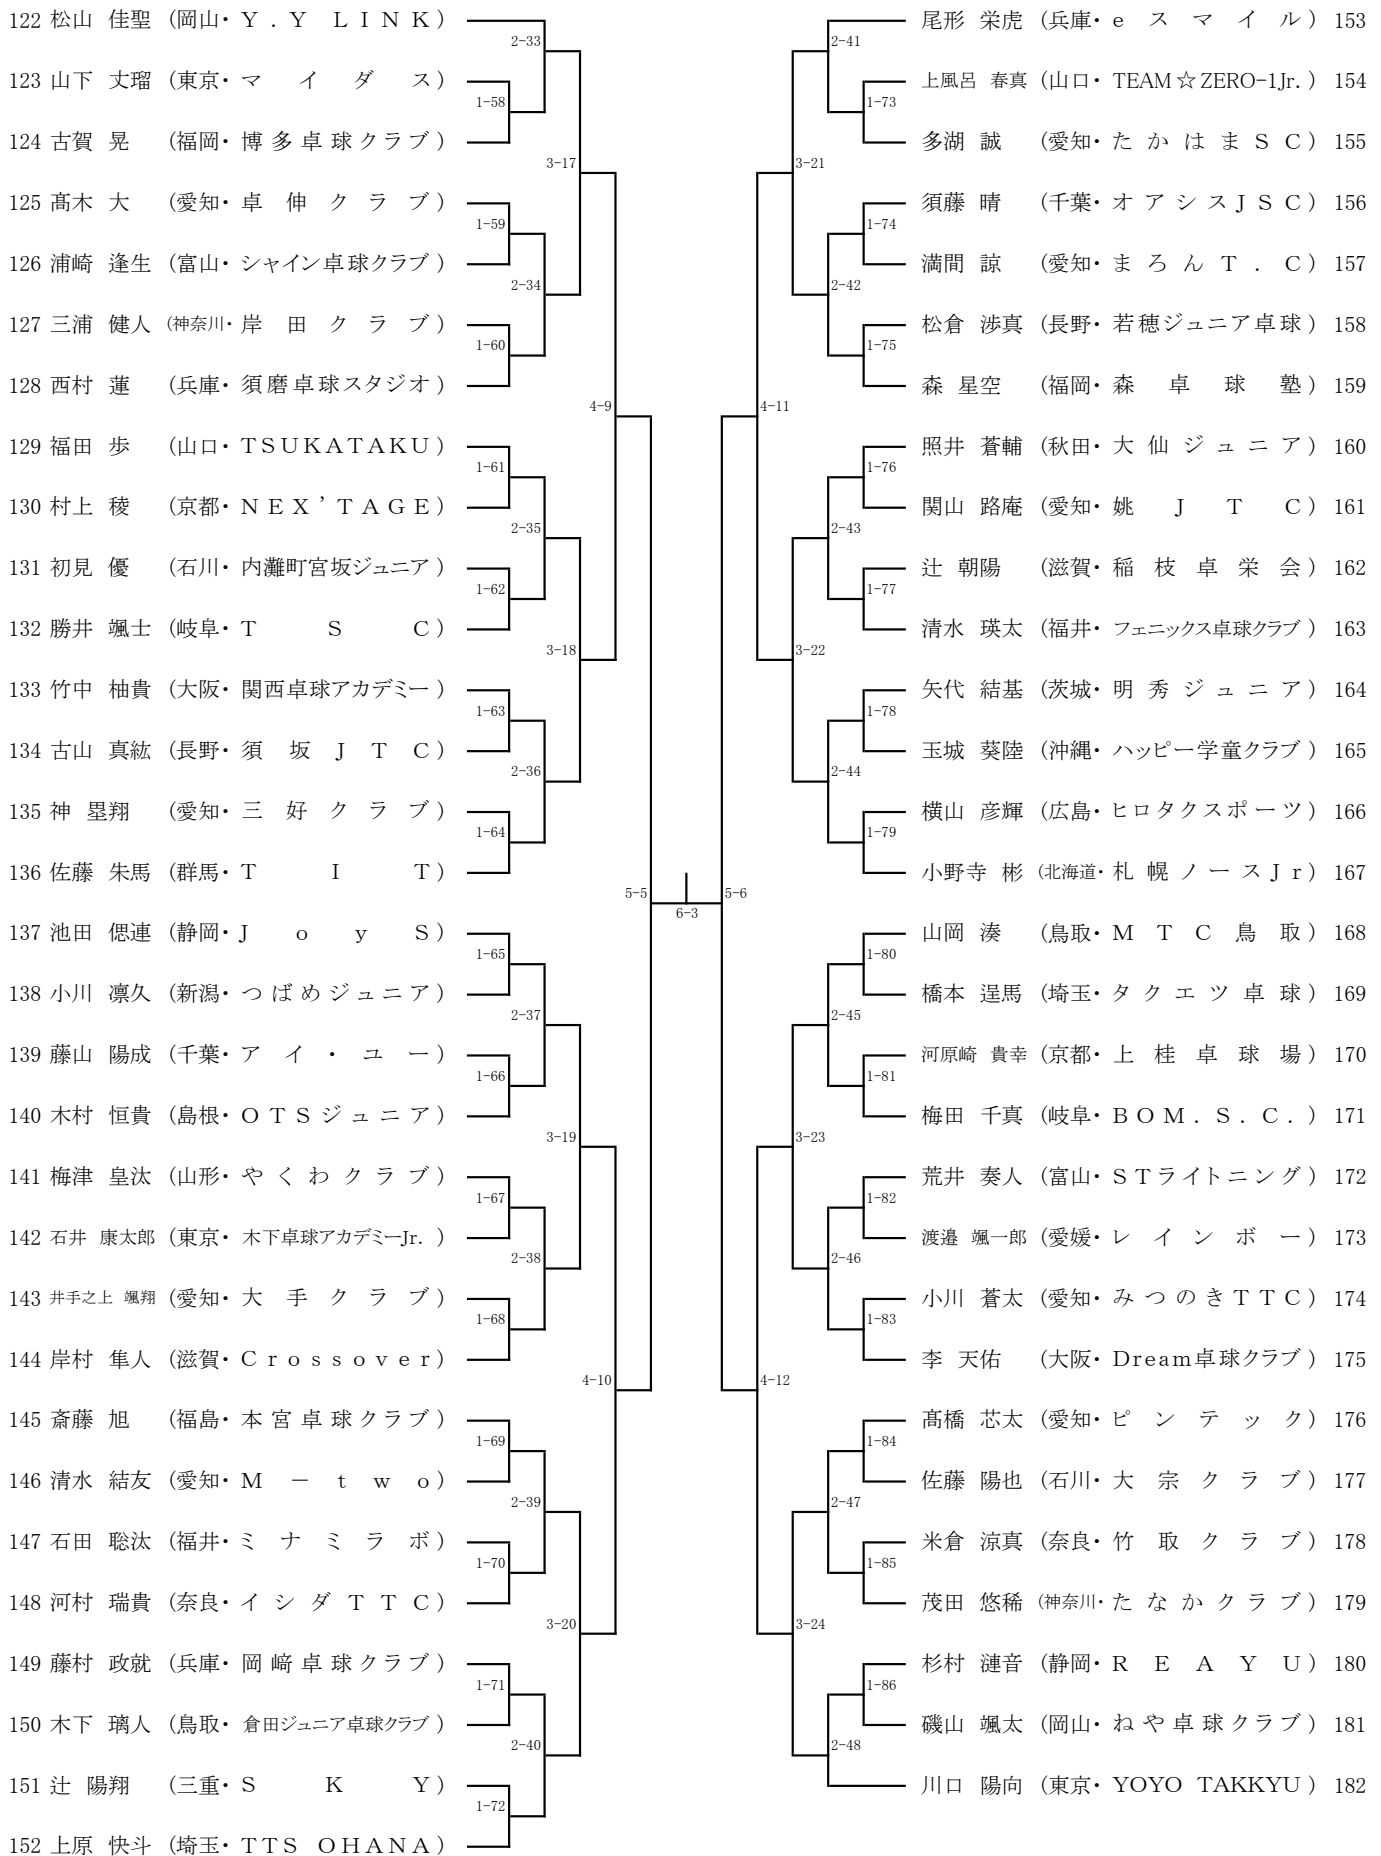 122 松山 佳聖 (岡山・Y.Y LINK)
2-33
123 山下 丈瑠 (東京・マイダス)
1-58
124 古賀 晃 (福岡・博多卓球クラブ)
3-17
125 髙木 大 (愛知・卓伸クラブ)
1-59
126 浦崎 逢生 (富山・シャイン卓球クラブ)
2-34
127 三浦 健人 (神奈川・岸田クラブ)
1-60
128 西村 蓮 (兵庫・須磨卓球スタジオ)
4-9
129 福田 歩 (山口・TSUKATAKU)
1-61
130 村上 稜 (京都・NEX'TAGE)
2-35
131 初見 優 (石川・内灘町宮坂ジュニア)
1-62
132 勝井 颯士 (岐阜・TSC)
3-18
133 竹中 柚貴 (大阪・関西卓球アカデミー)
1-63
134 古山 真紘 (長野・須坂JTC)
2-36
135 神 塁翔 (愛知・三好クラブ)
1-64
136 佐藤 朱馬 (群馬・TIT)
5-5
137 池田 偲連 (静岡・JoyS)
1-65
138 小川 凛久 (新潟・つばめジュニア)
2-37
139 藤山 陽成 (千葉・アイ・ユー)
1-66
140 木村 恒貴 (島根・OTSジュニア)
3-19
141 梅津 皇汰 (山形・やくわクラブ)
1-67
142 石井 康太郎 (東京・木下卓球アカデミーJr.)
2-38
143 井手之上 颯翔 (愛知・大手クラブ)
1-68
144 岸村 隼人 (滋賀・Crossover)
4-10
145 斎藤 旭 (福島・本宮卓球クラブ)
1-69
146 清水 結友 (愛知・M－two)
2-39
147 石田 聡汰 (福井・ミナミラボ)
1-70
148 河村 瑞貴 (奈良・イシダTTC)
3-20
149 藤村 政就 (兵庫・岡﨑卓球クラブ)
1-71
150 木下 璃人 (鳥取・倉田ジュニア卓球クラブ)
2-40
151 辻 陽翔 (三重・SKY)
1-72
152 上原 快斗 (埼玉・TTS OHANA)
6-3
尾形 栄虎 (兵庫・eスマイル) 153
2-41
上風呂 春真 (山口・TEAM☆ZERO-1Jr.) 154
1-73
多湖 誠 (愛知・たかはまSC) 155
3-21
須藤 晴 (千葉・オアシスJSC) 156
1-74
満間 諒 (愛知・まろんT.C) 157
2-42
松倉 渉真 (長野・若穂ジュニア卓球) 158
1-75
森 星空 (福岡・森卓球塾) 159
4-11
照井 蒼輔 (秋田・大仙ジュニア) 160
1-76
関山 路庵 (愛知・姚JTC) 161
2-43
辻 朝陽 (滋賀・稲枝卓栄会) 162
1-77
清水 瑛太 (福井・フェニックス卓球クラブ) 163
3-22
矢代 結基 (茨城・明秀ジュニア) 164
1-78
玉城 葵陸 (沖縄・ハッピー学童クラブ) 165
2-44
横山 彦輝 (広島・ヒロタクスポーツ) 166
1-79
小野寺 彬 (北海道・札幌ノースJr) 167
5-6
山岡 湊 (鳥取・MTC鳥取) 168
1-80
橋本 逞馬 (埼玉・タクエツ卓球) 169
2-45
河原崎 貴幸 (京都・上桂卓球場) 170
1-81
梅田 千真 (岐阜・BOM.S.C.) 171
3-23
荒井 奏人 (富山・STライトニング) 172
1-82
渡邉 颯一郎 (愛媛・レインボー) 173
2-46
小川 蒼太 (愛知・みつのきTTC) 174
1-83
李 天佑 (大阪・Dream卓球クラブ) 175
4-12
髙橋 芯太 (愛知・ピンテック) 176
1-84
佐藤 陽也 (石川・大宗クラブ) 177
2-47
米倉 涼真 (奈良・竹取クラブ) 178
1-85
茂田 悠稀 (神奈川・たなかクラブ) 179
3-24
杉村 漣音 (静岡・REAYU) 180
1-86
磯山 颯太 (岡山・ねや卓球クラブ) 181
2-48
川口 陽向 (東京・YOYO TAKKYU) 182